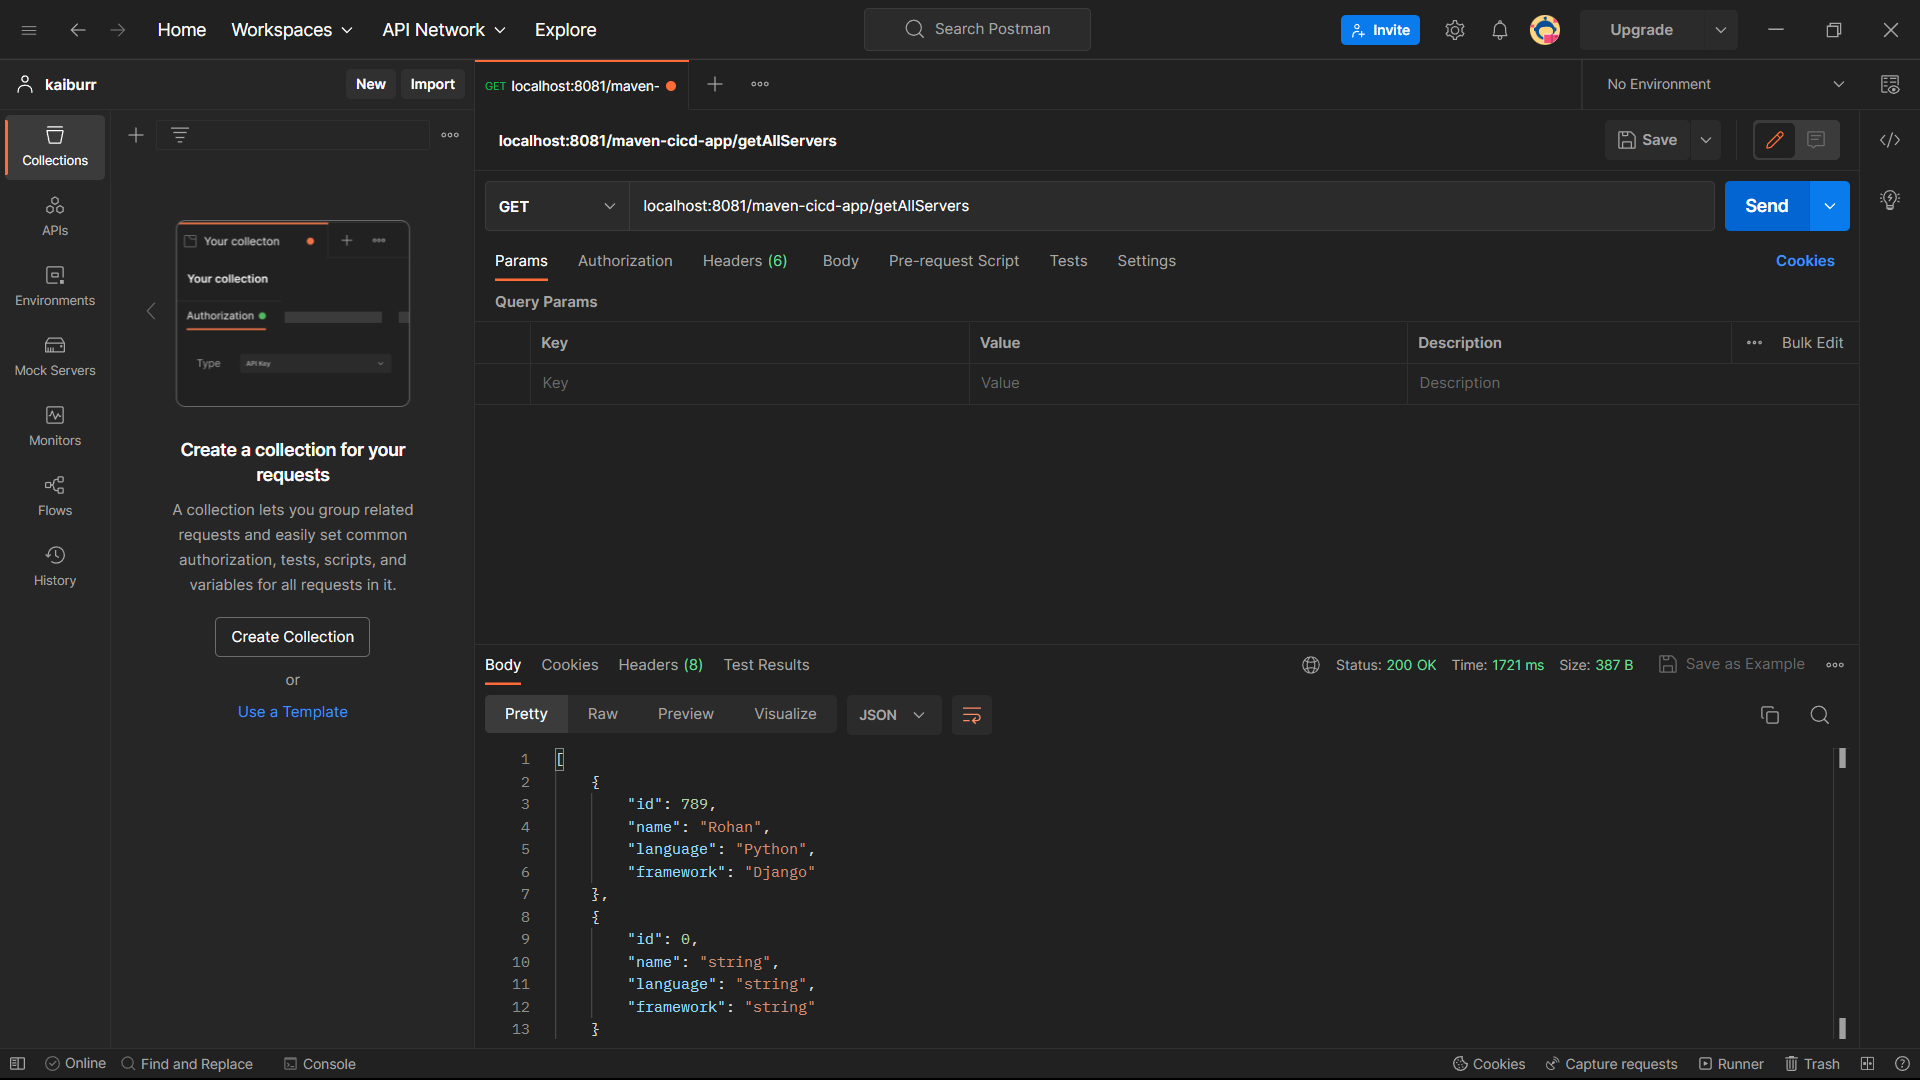 Home Workspaces API Network Explore Search Postman Invite Upgrade
kaiburr New Import GET localhost:8081/maven- No Environment
Collections
APIs
Environments
Mock Servers
Monitors
Flows
History
Your collecton
Your collection
Authorization
Type API Key
Create a collection for your
requests
A collection lets you group related
requests and easily set common
authorization, tests, scripts, and
variables for all requests in it.
Create Collection
or
Use a Template
localhost:8081/maven-cicd-app/getAllServers Save
GET localhost:8081/maven-cicd-app/getAllServers Send
Params Authorization Headers (6) Body Pre-request Script Tests Settings Cookies
Query Params
Key Value Description Bulk Edit
Key Value Description
Body Cookies Headers (8) Test Results Status: 200 OK Time: 1721 ms Size: 387 B Save as Example
Pretty Raw Preview Visualize JSON
1 [
2 {
3 "id": 789,
4 "name": "Rohan",
5 "language": "Python",
6 "framework": "Django"
7 },
8 {
9 "id": 0,
10 "name": "string",
11 "language": "string",
12 "framework": "string"
13 }
Online Find and Replace Console Cookies Capture requests Runner Trash